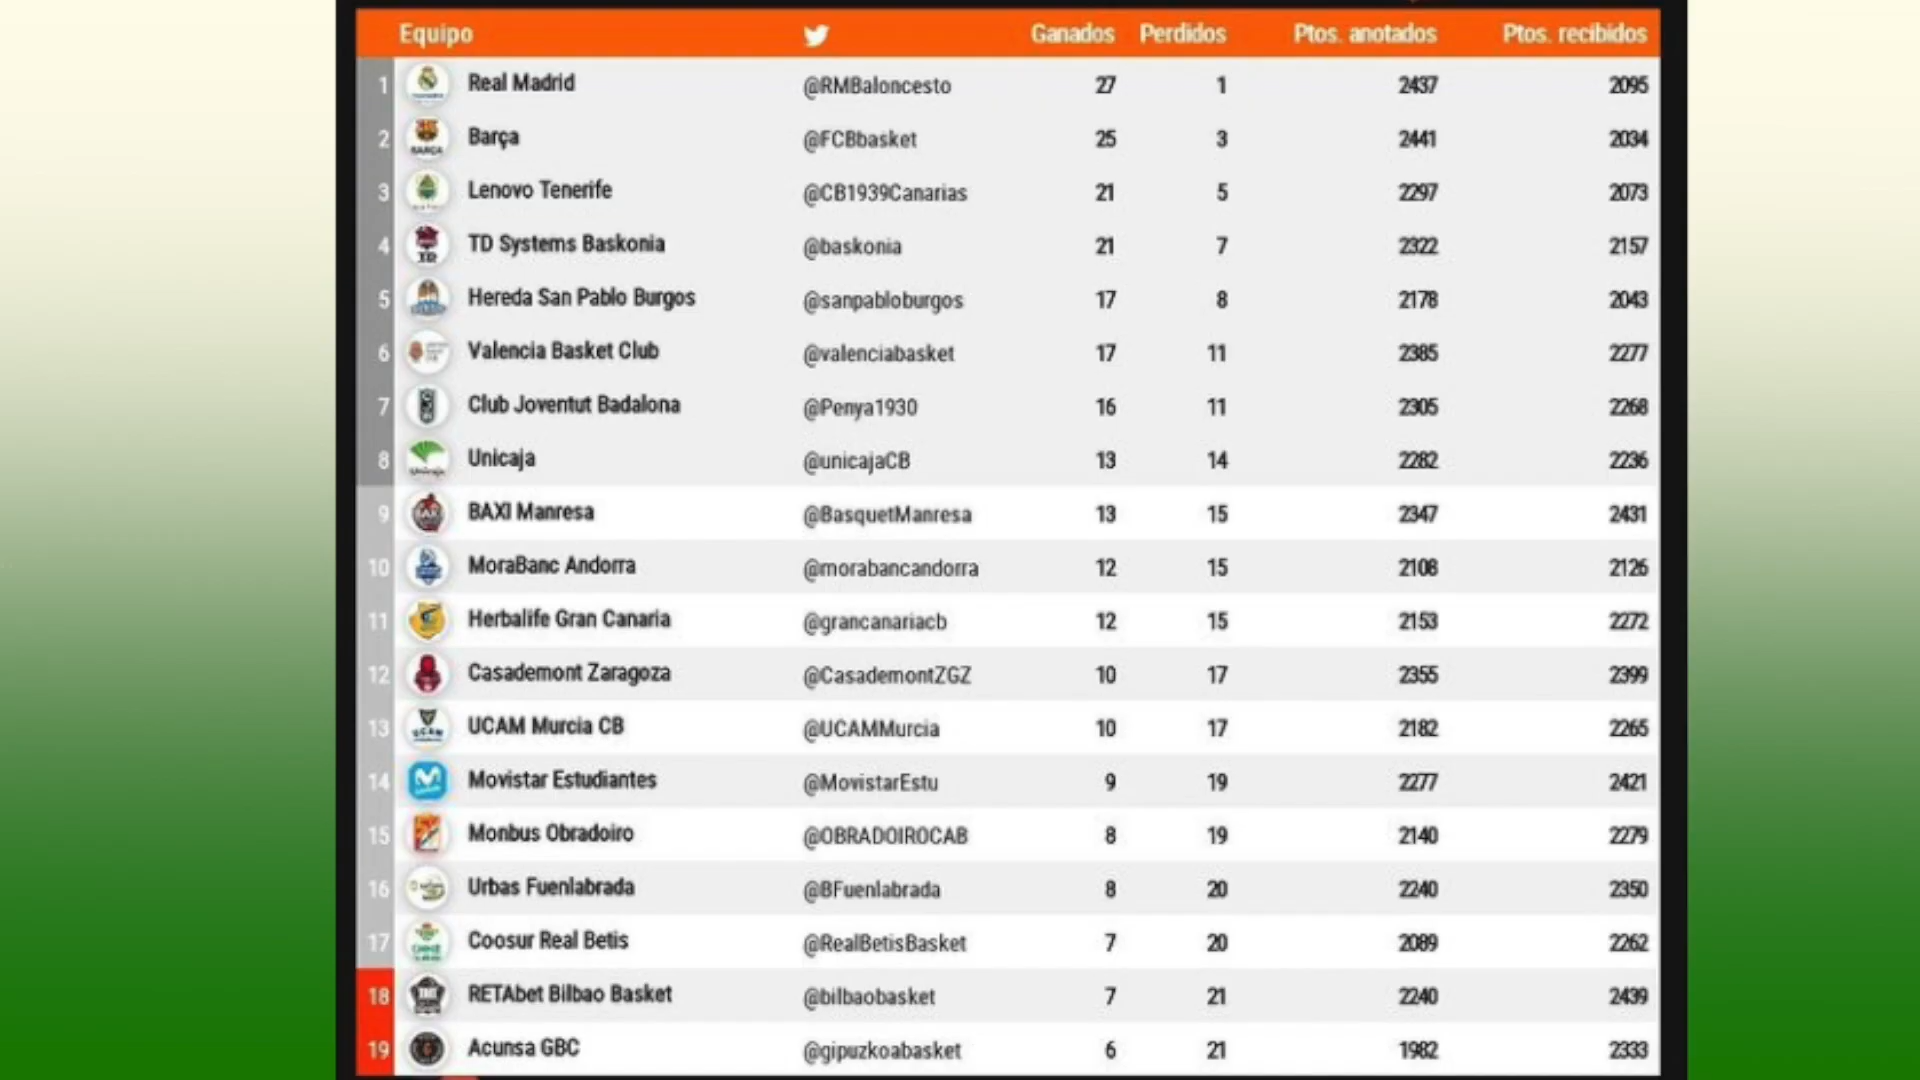 Equipo Ganados Perdidos Ptos. anotados Ptos. recibidos
1 Real Madrid @RMBaloncesto 27 1 2437 2095
2 Barça @FCBbasket 25 3 2441 2034
3 Lenovo Tenerife @CB1939Canarias 21 5 2297 2073
4 TD Systems Baskonia @baskonia 21 7 2322 2157
5 Hereda San Pablo Burgos @sanpabloburgos 17 8 2178 2043
6 Valencia Basket Club @valenciabasket 17 11 2385 2277
7 Club Joventut Badalona @Penya1930 16 11 2305 2268
8 Unicaja @unicajaCB 13 14 2282 2236
9 BAXI Manresa @BasquetManresa 13 15 2347 2431
10 MoraBanc Andorra @morabancandorra 12 15 2108 2126
11 Herbalife Gran Canaria @grancanariacb 12 15 2153 2272
12 Casademont Zaragoza @CasademontZGZ 10 17 2355 2399
13 UCAM Murcia CB @UCAMMurcia 10 17 2182 2265
14 Movistar Estudiantes @MovistarEstu 9 19 2277 2421
15 Monbus Obradoiro @OBRADOIROCAB 8 19 2140 2279
16 Urbas Fuenlabrada @BFuenlabrada 8 20 2240 2350
17 Coosur Real Betis @RealBetisBasket 7 20 2089 2262
18 RETAbet Bilbao Basket @bilbaobasket 7 21 2240 2439
19 Acunsa GBC @gipuzkoabasket 6 21 1982 2333